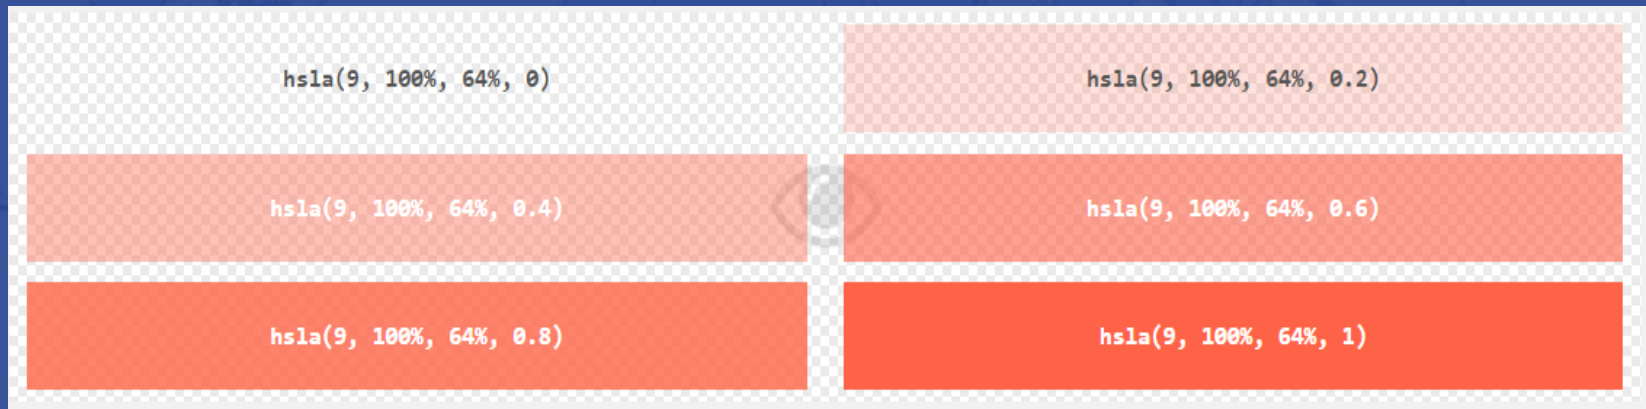 hsla(9, 100%, 64%, 0)
hsla(9, 100%, 64%, 0.2)
hsla(9, 100%, 64%, 0.4)
hsla(9, 100%, 64%, 0.6)
hsla(9, 100%, 64%, 0.8)
hsla(9, 100%, 64%, 1)